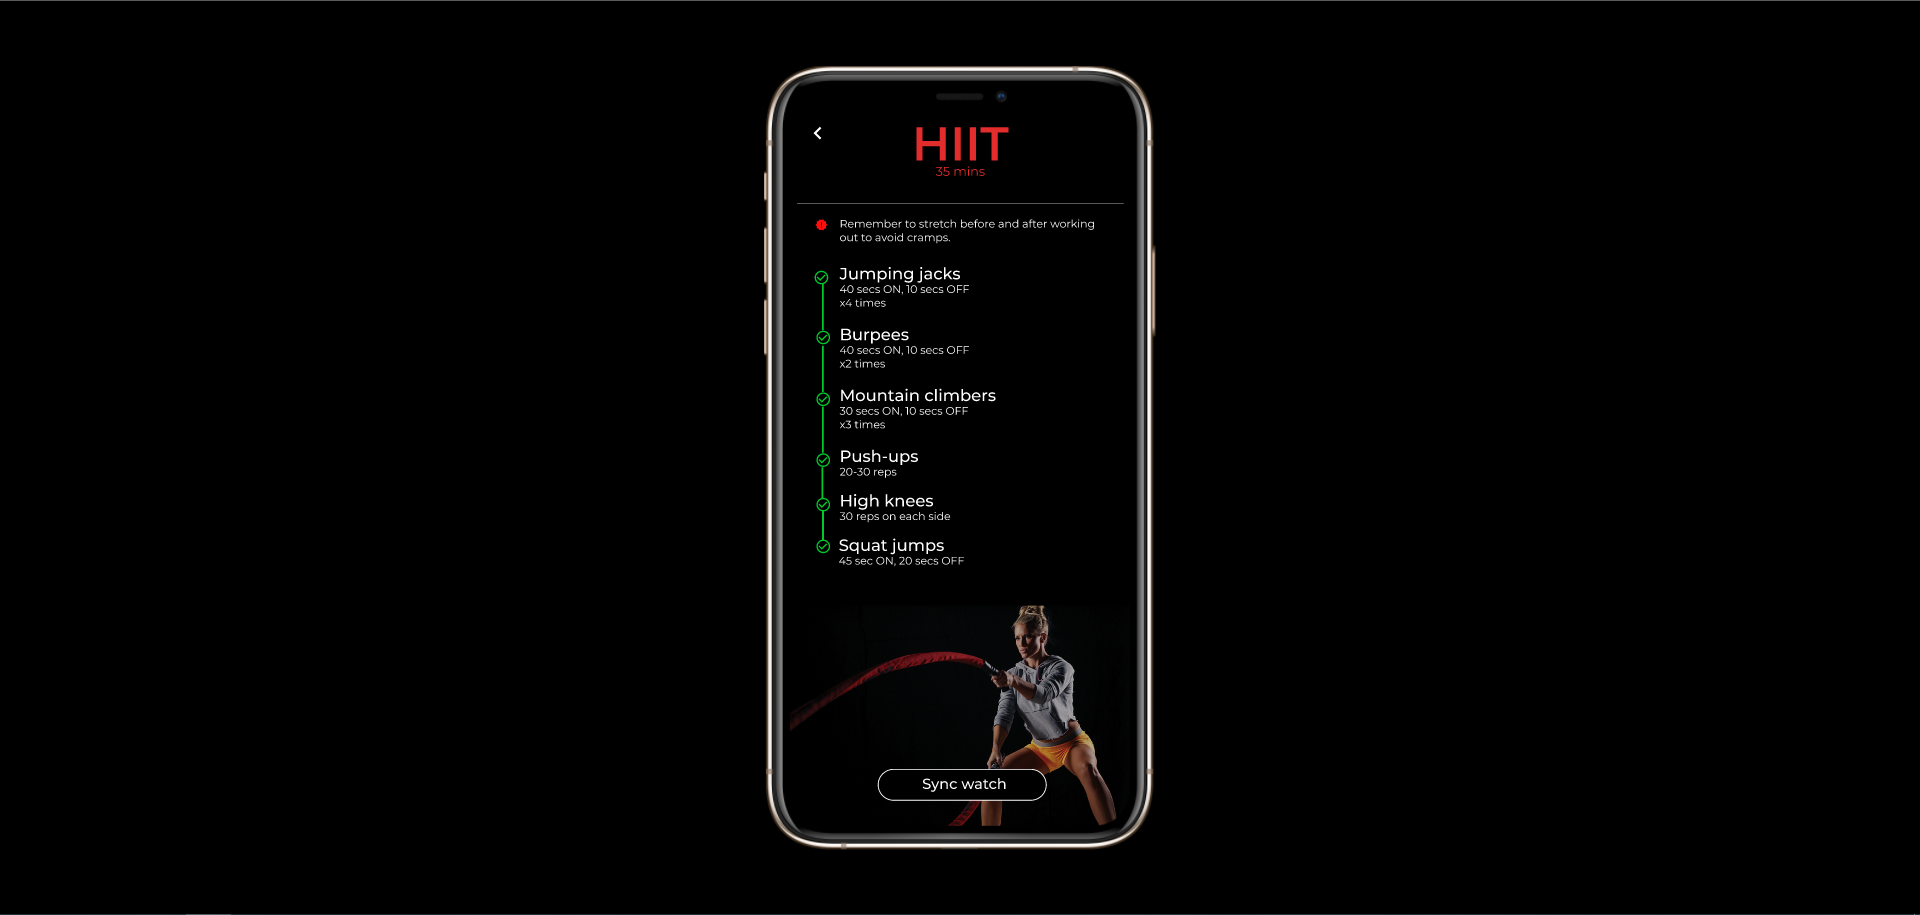 HIIT
35 mins
Remember to stretch before and after working
out to avoid cramps.
Jumping jacks
40 secs ON, 10 secs OFF
x4 times
Burpees
40 secs ON, 10 secs OFF
x2 times
Mountain climbers
30 secs ON, 10 secs OFF
x3 times
Push-ups
20-30 reps
High knees
30 reps on each side
Squat jumps
45 sec ON, 20 secs OFF
Sync watch